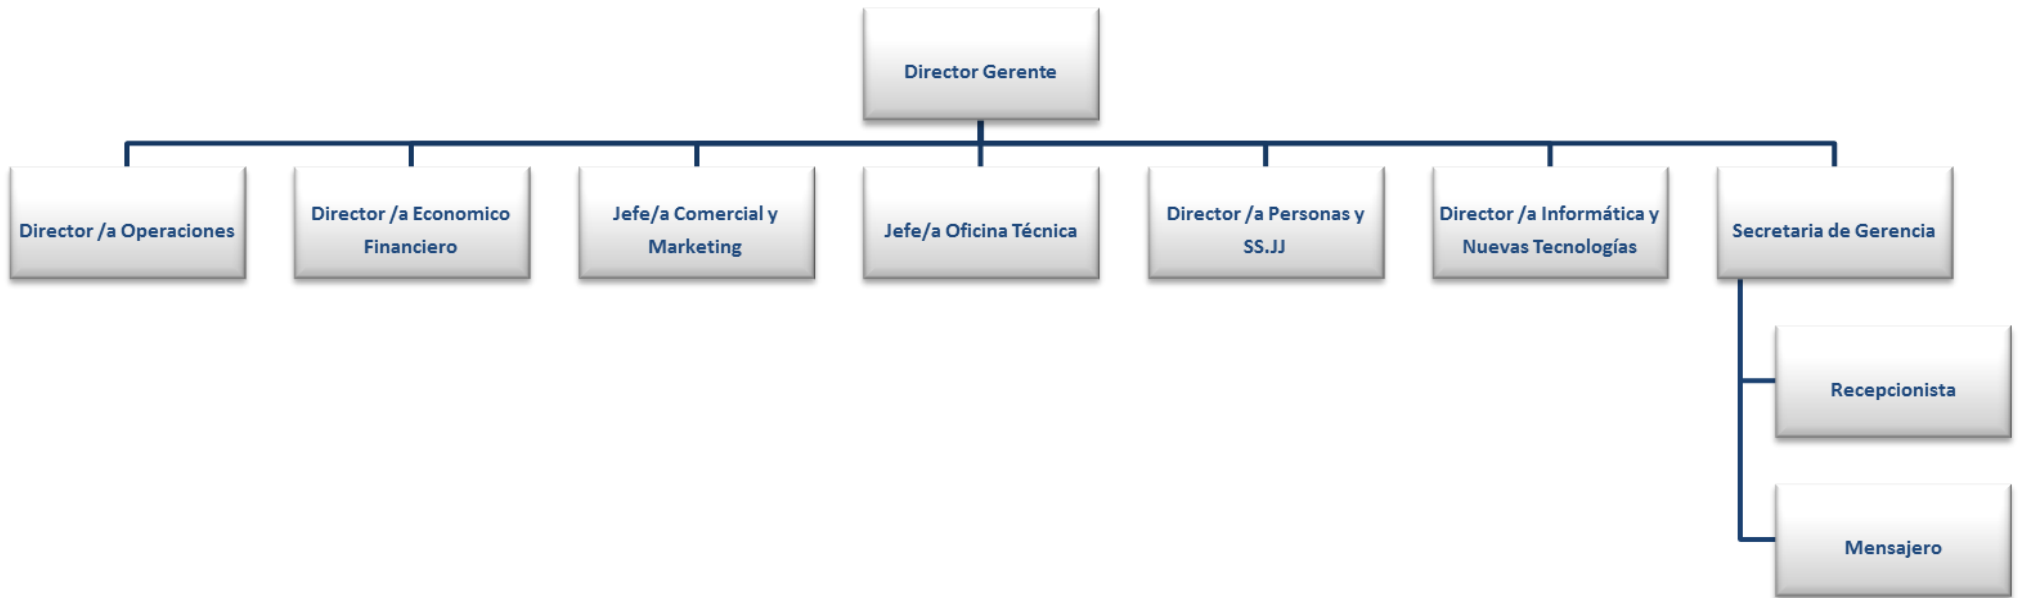 Director Gerente
Director /a Operaciones
Director /a Economico
Financiero
Jefe/a Comercial y
Marketing
Jefe/a Oficina Técnica
Director /a Personas y
SS.JJ
Director /a Informática y
Nuevas Tecnologías
Secretaria de Gerencia
Recepcionista
Mensajero